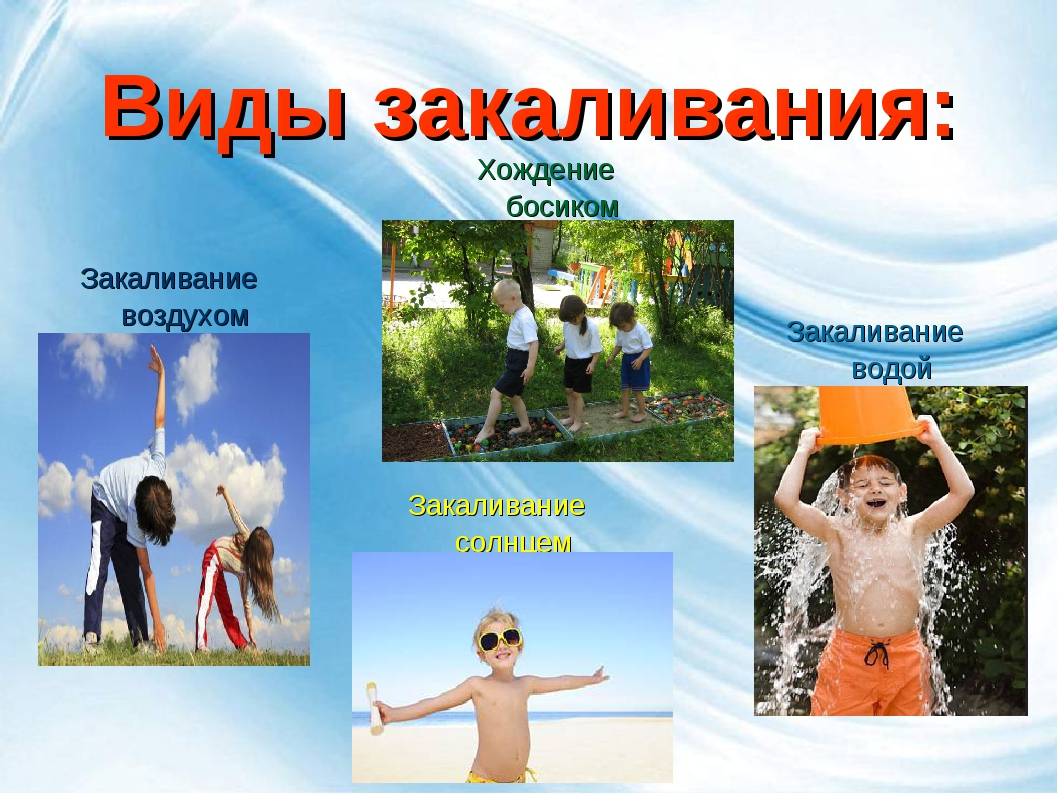 Виды закаливания:
Хождение
босиком
Закаливание
воздухом
Закаливание
водой
Закаливание
солнцем